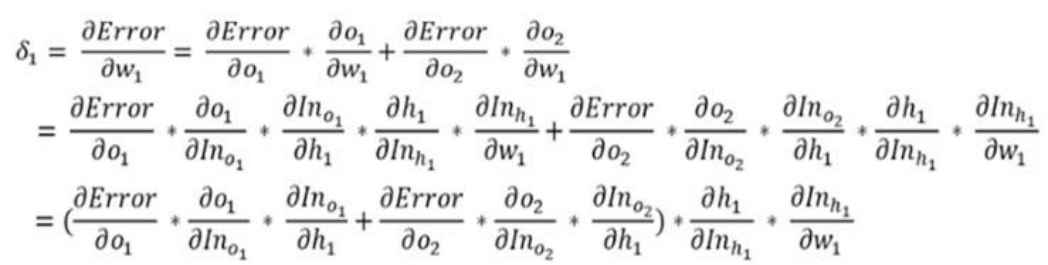 δ₁ = ∂Error/∂w₁ = ∂Error/∂o₁ * ∂o₁/∂w₁ + ∂Error/∂o₂ * ∂o₂/∂w₁
= ∂Error/∂o₁ * ∂o₁/∂In_{o₁} * ∂In_{o₁}/∂h₁ * ∂h₁/∂In_{h₁} * ∂In_{h₁}/∂w₁ + ∂Error/∂o₂ * ∂o₂/∂In_{o₂} * ∂In_{o₂}/∂h₁ * ∂h₁/∂In_{h₁} * ∂In_{h₁}/∂w₁
= (∂Error/∂o₁ * ∂o₁/∂In_{o₁} * ∂In_{o₁}/∂h₁ + ∂Error/∂o₂ * ∂o₂/∂In_{o₂} * ∂In_{o₂}/∂h₁) * ∂h₁/∂In_{h₁} * ∂In_{h₁}/∂w₁